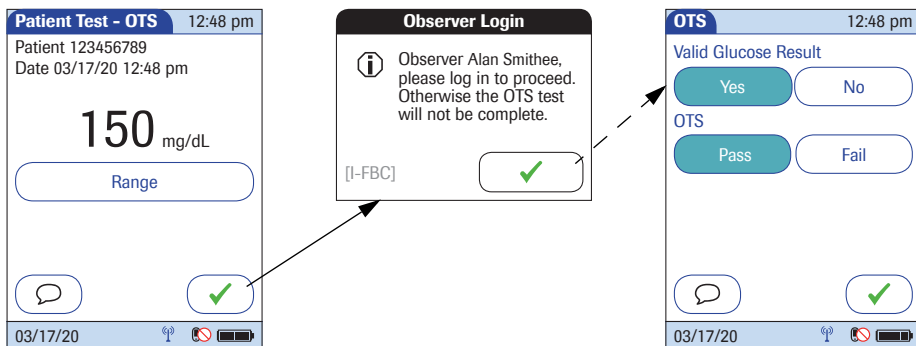 Patient Test - OTS 12:48 pm
Patient 123456789
Date 03/17/20 12:48 pm
150 mg/dL
Range
03/17/20
Observer Login
Observer Alan Smithee,
please log in to proceed.
Otherwise the OTS test
will not be complete.
[I-FBC]
OTS 12:48 pm
Valid Glucose Result
Yes No
OTS
Pass Fail
03/17/20